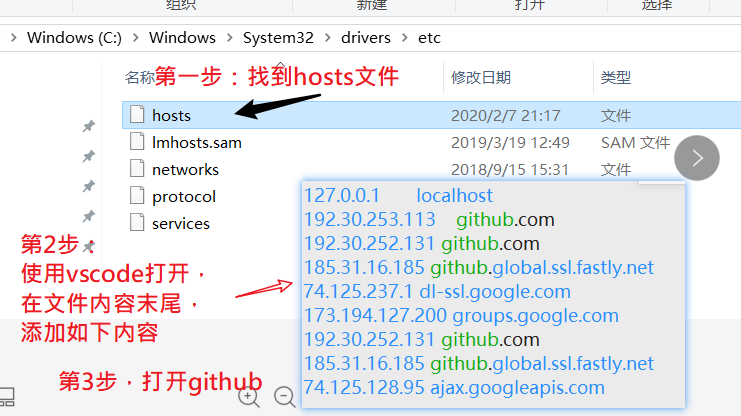 组织 新建 打开 选择
Windows (C:) › Windows › System32 › drivers › etc
名称 修改日期 类型
第一步：找到hosts文件
hosts 2020/2/7 21:17 文件
lmhosts.sam 2019/3/19 12:49 SAM 文件
networks 2018/9/15 15:31 文件
protocol
services
第2步：
使用vscode打开，
在文件内容末尾，
添加如下内容
127.0.0.1 localhost
192.30.253.113 github.com
192.30.252.131 github.com
185.31.16.185 github.global.ssl.fastly.net
74.125.237.1 dl-ssl.google.com
173.194.127.200 groups.google.com
192.30.252.131 github.com
185.31.16.185 github.global.ssl.fastly.net
74.125.128.95 ajax.googleapis.com
第3步，打开github